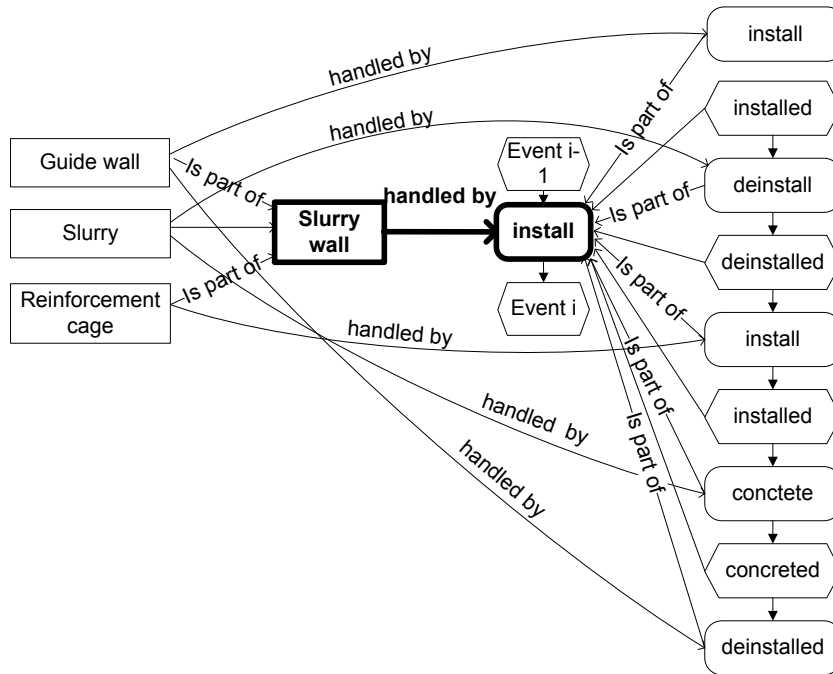 install
handled by
installed
handled by
Is part of
Event i-
1
Guide wall
deinstall
Is part of
handled by
Is part of
Slurry
wall
Slurry
install
deinstalled
Is part of
Is part of
Reinforcement
cage
Event i
handled by
install
Is part of
handled  by
installed
Is part of
conctete
handled by
concreted
deinstalled